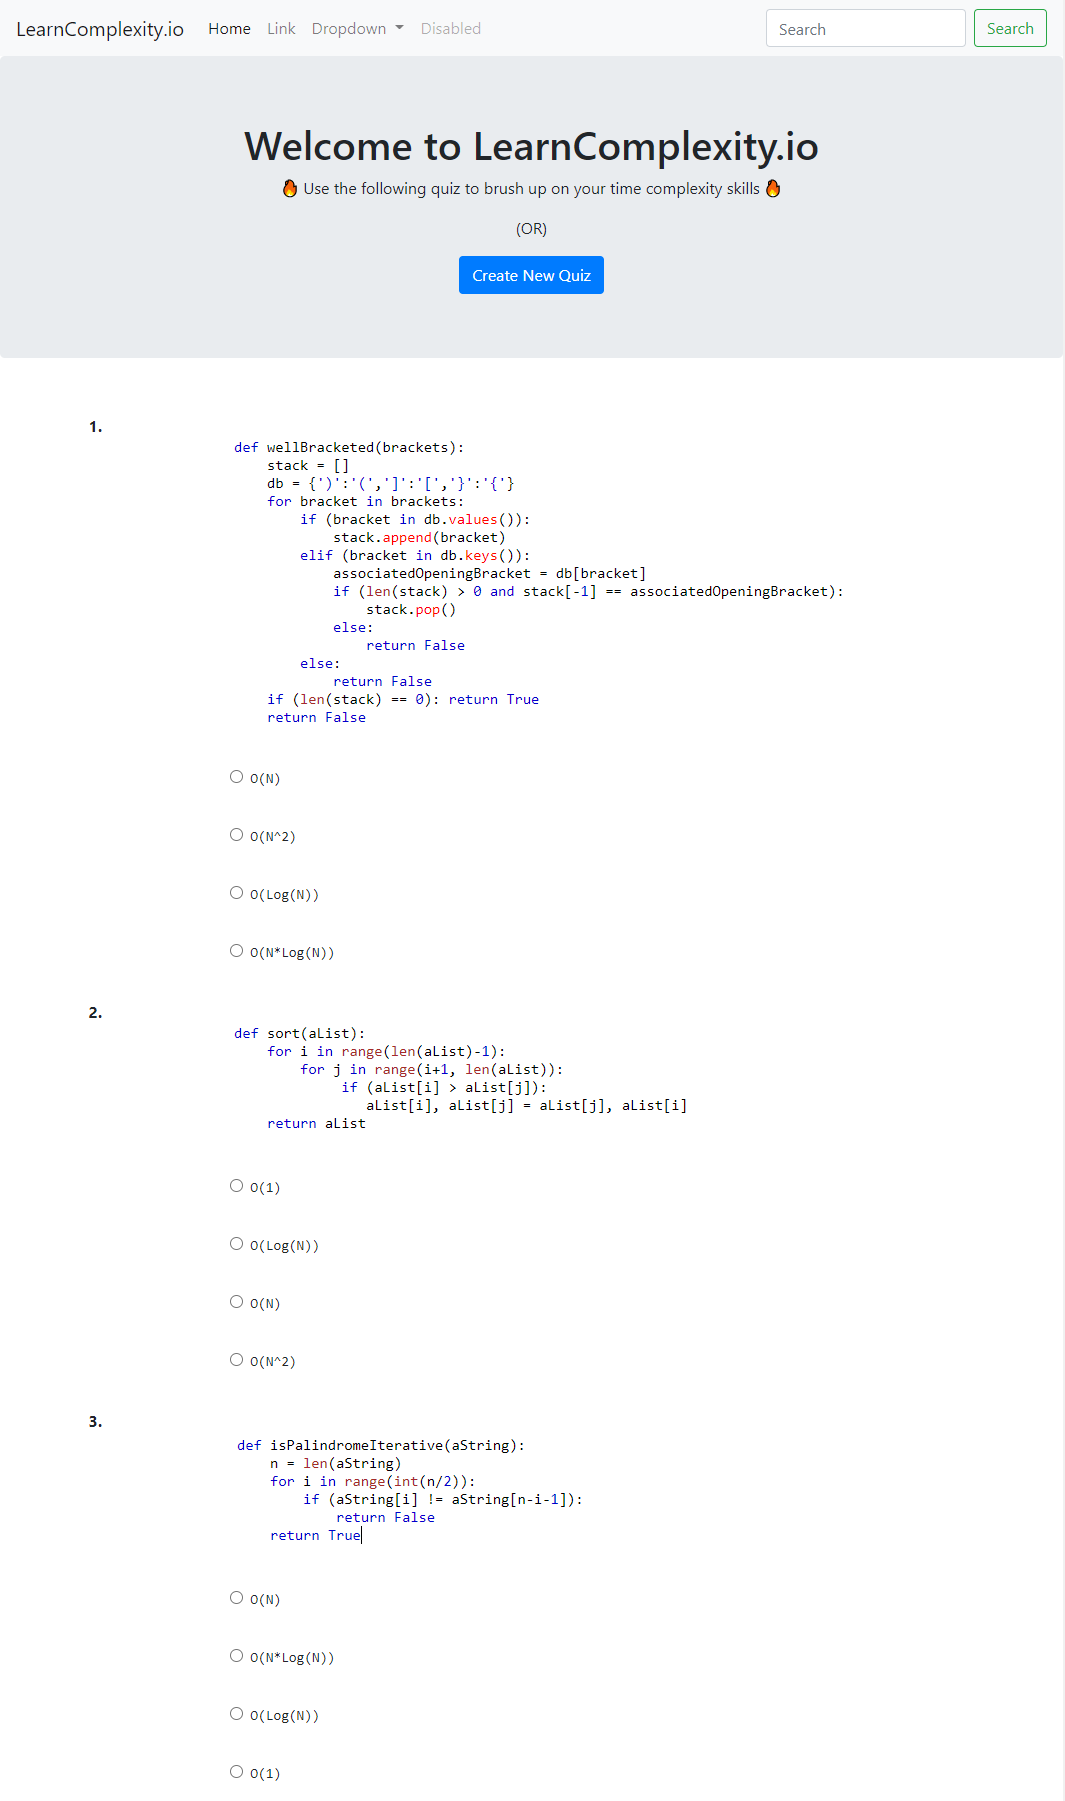 LearnComplexity.io Home Link Dropdown Disabled Search Search
Welcome to LearnComplexity.io
🔥 Use the following quiz to brush up on your time complexity skills 🔥
(OR)
Create New Quiz
1.
def wellBracketed(brackets):
    stack = []
    db = {')':'(',']':'[','}':'{'}
    for bracket in brackets:
        if (bracket in db.values()):
            stack.append(bracket)
        elif (bracket in db.keys()):
            associatedOpeningBracket = db[bracket]
            if (len(stack) > 0 and stack[-1] == associatedOpeningBracket):
                stack.pop()
            else:
                return False
        else:
            return False
    if (len(stack) == 0): return True
    return False
O(N)
O(N^2)
O(Log(N))
O(N*Log(N))
2.
def sort(aList):
    for i in range(len(aList)-1):
        for j in range(i+1, len(aList)):
             if (aList[i] > aList[j]):
                aList[i], aList[j] = aList[j], aList[i]
    return aList
O(1)
O(Log(N))
O(N)
O(N^2)
3.
def isPalindromeIterative(aString):
    n = len(aString)
    for i in range(int(n/2)):
        if (aString[i] != aString[n-i-1]):
            return False
    return True
O(N)
O(N*Log(N))
O(Log(N))
O(1)